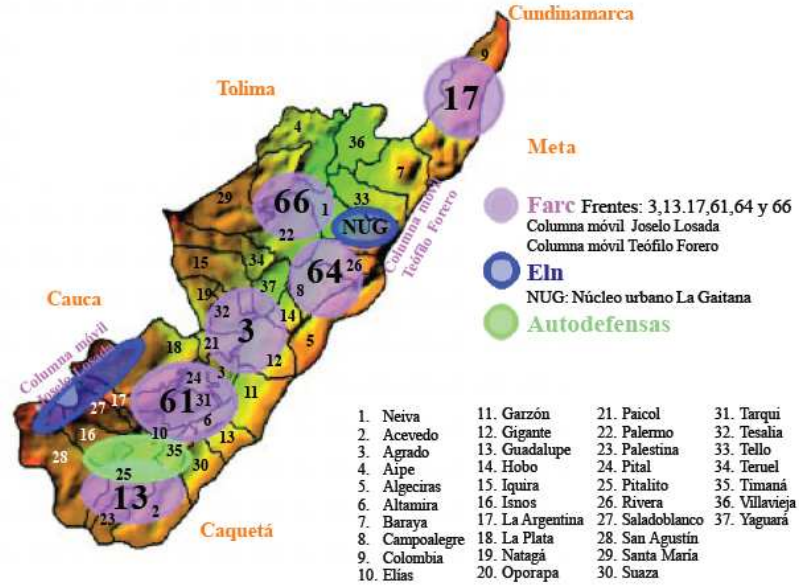 Cundinamarca
9
17
Tolima
4
36
Meta
7
29
33
66
1
NUG
22
Columna móvil
Teófilo Forero
Farc Frentes: 3,13.17,61,64 y 66
Columna móvil Joselo Losada
Columna móvil Teófilo Forero
Eln
NUG: Núcleo urbano La Gaitana
Autodefensas
15
34
64
26
37
8
19
32
14
Cauca
3
5
18
21
12
Columna móvil
Joselo Losada
3
24
11
17
27
61
31
6
16
10
13
28
35
30
25
13
2
23
Caquetá
1. Neiva
2. Acevedo
3. Agrado
4. Aipe
5. Algeciras
6. Altamira
7. Baraya
8. Campoalegre
9. Colombia
10. Elías
11. Garzón
12. Gigante
13. Guadalupe
14. Hobo
15. Iquira
16. Isnos
17. La Argentina
18. La Plata
19. Natagá
20. Oporapa
21. Paicol
22. Palermo
23. Palestina
24. Pital
25. Pitalito
26. Rivera
27. Saladoblanco
28. San Agustín
29. Santa María
30. Suaza
31. Tarqui
32. Tesalia
33. Tello
34. Teruel
35. Timaná
36. Villavieja
37. Yaguará